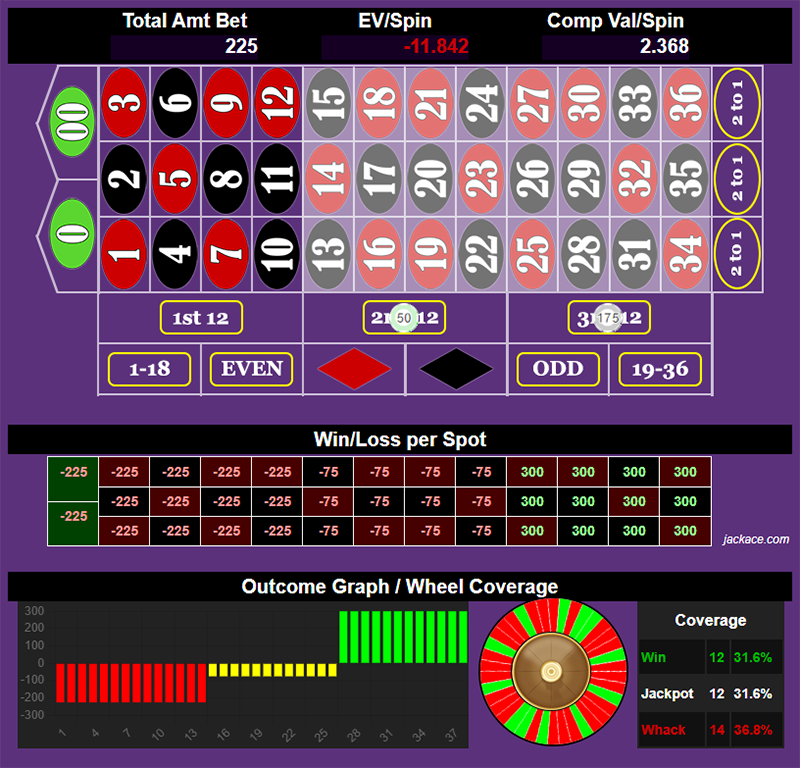 Total Amt Bet EV/Spin Comp Val/Spin
225 -11.842 2.368
00 3 6 9 12 15 18 21 24 27 30 33 36 2 to 1
2 5 8 11 14 17 20 23 26 29 32 35 2 to 1
0 1 4 7 10 13 16 19 22 25 28 31 34 2 to 1
1st 12 2 50 12 3 175 12
1-18 EVEN ODD 19-36
Win/Loss per Spot
-225 -225 -225 -225 -225 -75 -75 -75 -75 300 300 300 300
-225 -225 -225 -225 -75 -75 -75 -75 300 300 300 300
-225 -225 -225 -225 -225 -75 -75 -75 -75 300 300 300 300
jackace.com
Outcome Graph / Wheel Coverage
300
200
100
0
-100
-200
-300
1 4 7 10 13 16 19 22 25 28 31 34 37
Coverage
Win 12 31.6%
Jackpot 12 31.6%
Whack 14 36.8%